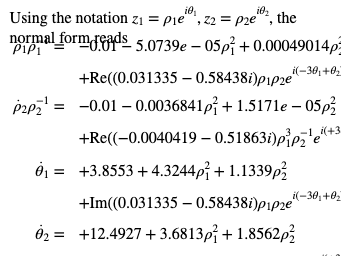 Using the notation z₁ = ρ₁e^{iθ₁}, z₂ = ρ₂e^{iθ₂}, the
normal form reads
ρ̇₁ρ₁⁻¹ = −0.01 − 5.0739e − 05ρ₁² + 0.00049014ρ₂²
+Re((0.031335 − 0.58438i)ρ₁ρ₂e^{i(−3θ₁+θ₂
ρ̇₂ρ₂⁻¹ = −0.01 − 0.0036841ρ₁² + 1.5171e − 05ρ₂²
+Re((−0.0040419 − 0.51863i)ρ₁³ρ₂⁻¹e^{i(+3
θ̇₁ = +3.8553 + 4.3244ρ₁² + 1.1339ρ₂²
+Im((0.031335 − 0.58438i)ρ₁ρ₂e^{i(−3θ₁+θ₂
θ̇₂ = +12.4927 + 3.6813ρ₁² + 1.8562ρ₂²